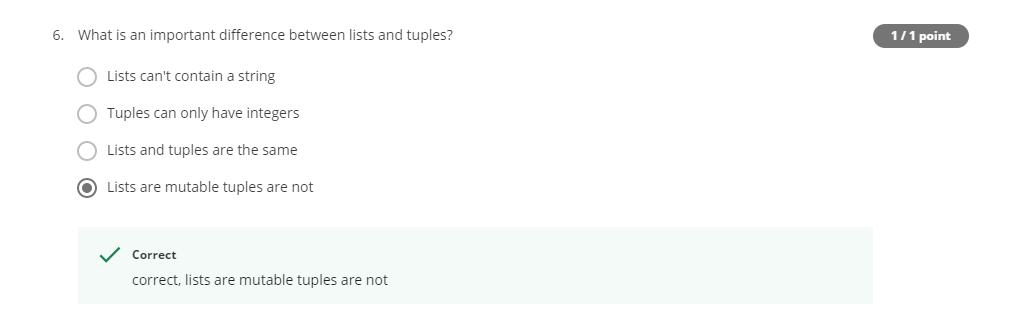 6. What is an important difference between lists and tuples?
1 / 1 point
Lists can't contain a string
Tuples can only have integers
Lists and tuples are the same
Lists are mutable tuples are not
Correct
correct, lists are mutable tuples are not